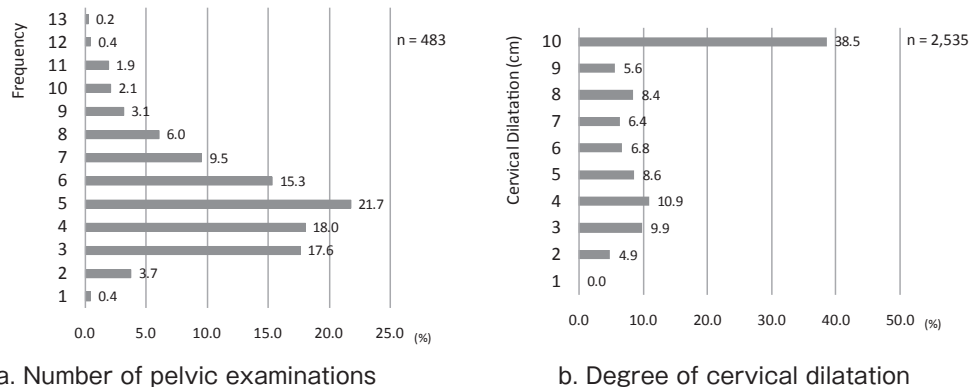 Frequency
13 0.2
12 0.4
11 1.9
10 2.1
9 3.1
8 6.0
7 9.5
6 15.3
5 21.7
4 18.0
3 17.6
2 3.7
1 0.4
n = 483
0.0 5.0 10.0 15.0 20.0 25.0 (%)
a. Number of pelvic examinations
Cervical Dilatation (cm)
10 38.5
9 5.6
8 8.4
7 6.4
6 6.8
5 8.6
4 10.9
3 9.9
2 4.9
1 0.0
n = 2,535
0.0 10.0 20.0 30.0 40.0 50.0 (%)
b. Degree of cervical dilatation